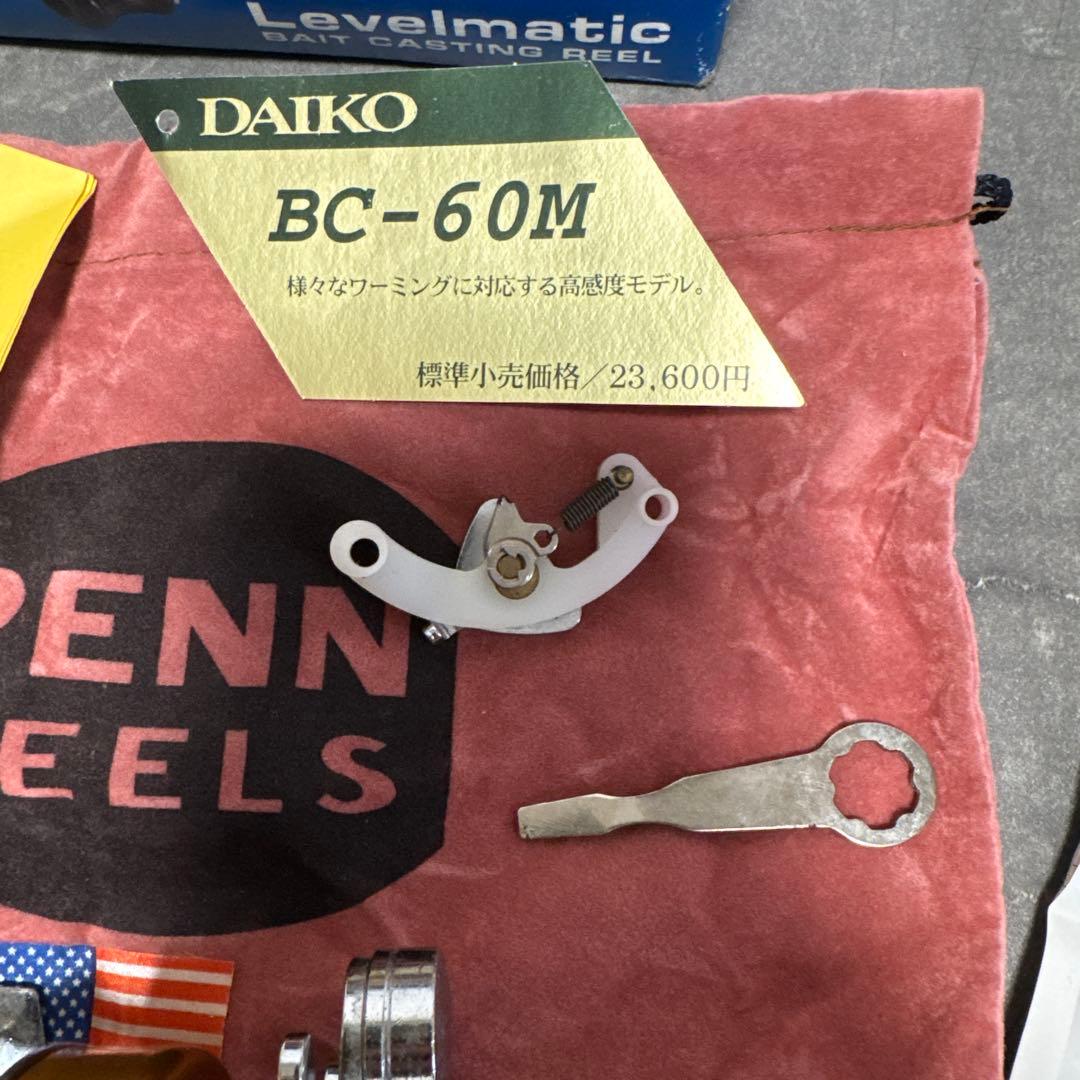 Levelmatic
BAIT CASTING REEL
DAIKO
BC-60M
様々なワーミングに対応する高感度モデル。
標準小売価格／23,600円
PENN
REELS